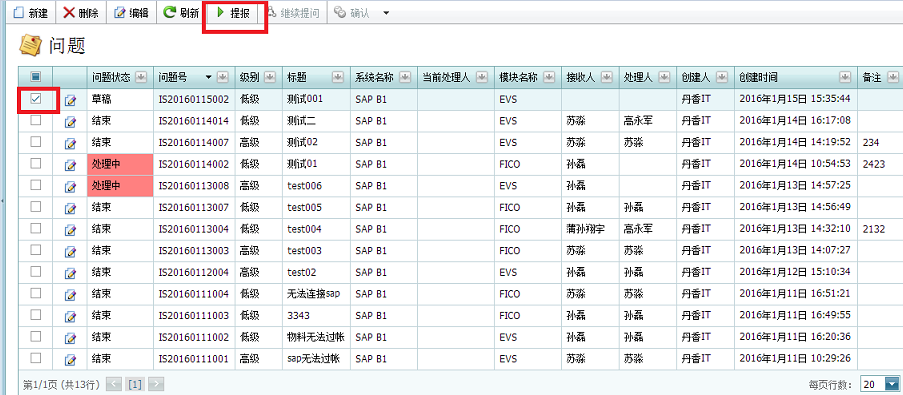 新建 删除 编辑 刷新 提报 继续提问 确认
问题
问题状态 问题号 级别 标题 系统名称 当前处理人 模块名称 接收人 处理人 创建人 创建时间 备注
草稿 IS20160115002 低级 测试001 SAP B1 EVS 丹香IT 2016年1月15日 15:35:44
结束 IS20160114014 低级 测试二 SAP B1 EVS 苏淼 高永军 丹香IT 2016年1月14日 16:17:08
结束 IS20160114007 高级 测试02 SAP B1 EVS 苏淼 苏淼 丹香IT 2016年1月14日 14:19:52 234
处理中 IS20160114002 低级 测试01 SAP B1 FICO 孙磊 丹香IT 2016年1月14日 10:54:53 2423
处理中 IS20160113008 高级 test006 SAP B1 EVS 孙磊 丹香IT 2016年1月13日 14:57:25
结束 IS20160113007 低级 test005 SAP B1 FICO 孙磊 孙磊 丹香IT 2016年1月13日 14:56:49
结束 IS20160113004 低级 test004 SAP B1 FICO 蒲孙翔宇 高永军 丹香IT 2016年1月13日 14:32:10 2132
结束 IS20160113003 高级 test003 SAP B1 FICO 苏淼 苏淼 丹香IT 2016年1月13日 14:07:27
结束 IS20160112004 高级 test02 SAP B1 EVS 孙磊 孙磊 丹香IT 2016年1月12日 15:10:34
结束 IS20160111004 低级 无法连接sap SAP B1 FICO 孙磊 苏淼 丹香IT 2016年1月11日 16:51:21
结束 IS20160111003 低级 3343 SAP B1 FICO 孙磊 苏淼 丹香IT 2016年1月11日 16:49:55
结束 IS20160111002 低级 物料无法过帐 SAP B1 EVS 孙磊 孙磊 丹香IT 2016年1月11日 16:20:36
结束 IS20160111001 高级 sap无法过帐 SAP B1 EVS 苏淼 苏淼 丹香IT 2016年1月11日 10:29:26
第1/1页 (共13行) < [1] > 每页行数： 20